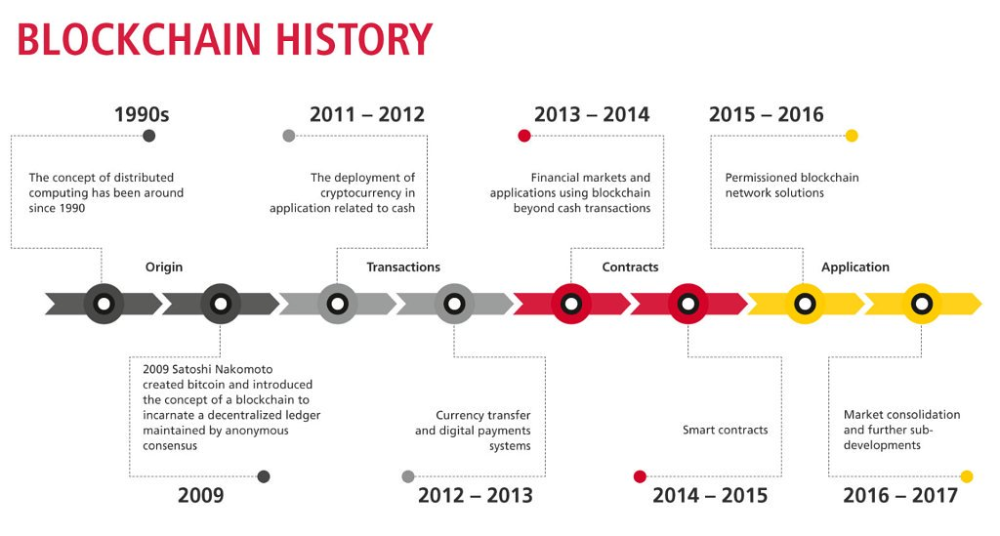 BLOCKCHAIN HISTORY
1990s
The concept of distributed
computing has been around
since 1990
2011 – 2012
The deployment of
cryptocurrency in
application related to cash
2013 – 2014
Financial markets and
applications using blockchain
beyond cash transactions
2015 – 2016
Permissioned blockchain
network solutions
Origin
Transactions
Contracts
Application
2009 Satoshi Nakomoto
created bitcoin and introduced
the concept of a blockchain to
incarnate a decentralized ledger
maintained by anonymous
consensus
2009
Currency transfer
and digital payments
systems
2012 – 2013
Smart contracts
2014 – 2015
Market consolidation
and further sub-
developments
2016 – 2017